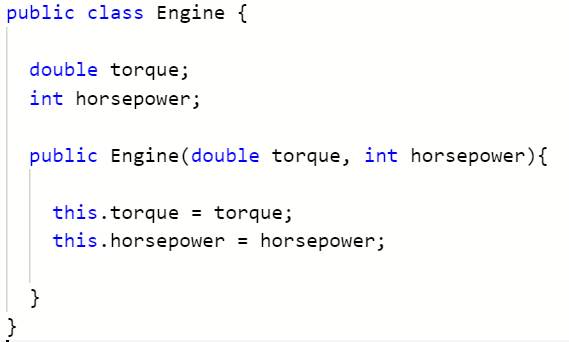 public class Engine {
double torque;
int horsepower;
public Engine(double torque, int horsepower){
this.torque = torque;
this.horsepower = horsepower;
}
}